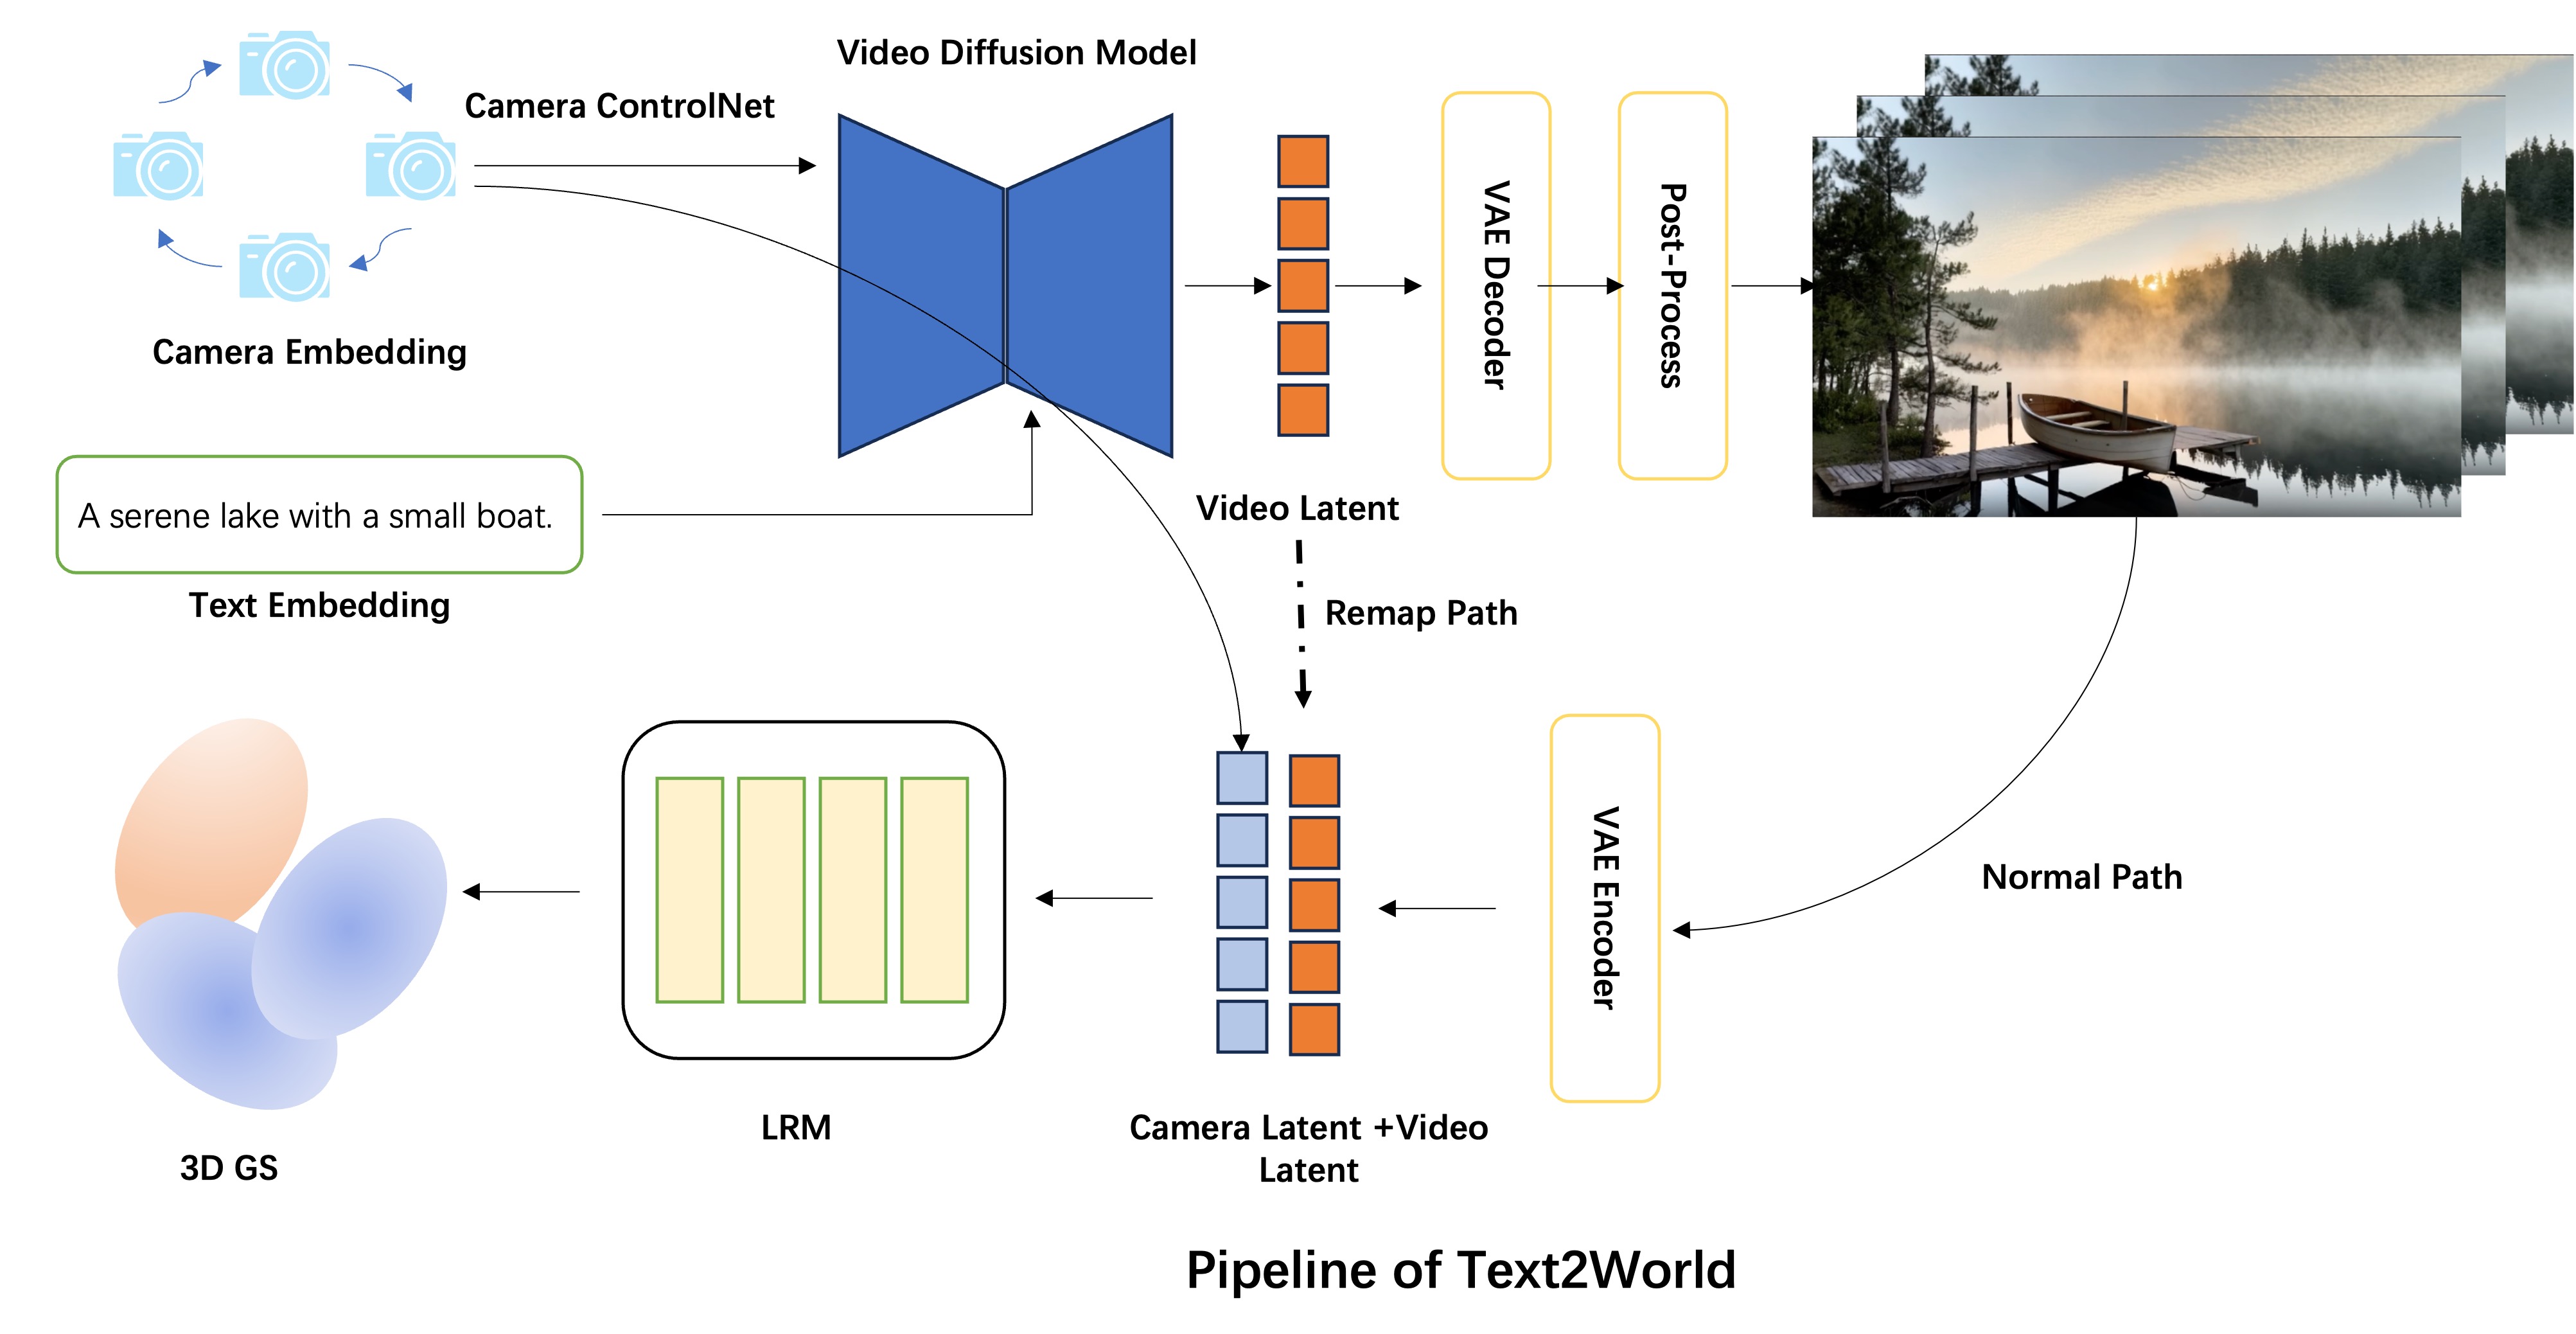 Video Diffusion Model
Camera ControlNet
Camera Embedding
VAE Decoder
Post-Process
A serene lake with a small boat.
Text Embedding
Video Latent
Remap Path
VAE Encoder
Normal Path
3D GS
LRM
Camera Latent +Video
Latent
Pipeline of Text2World